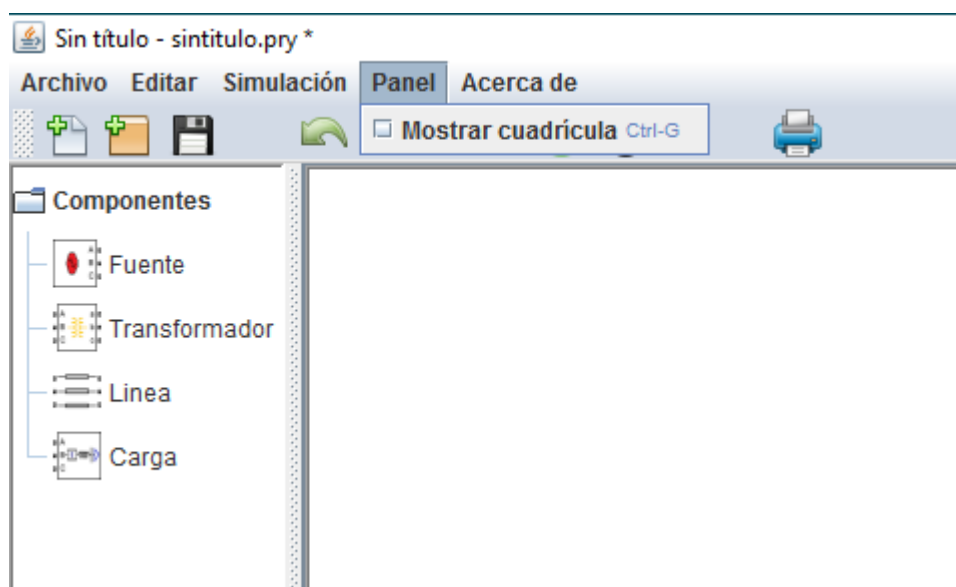 Sin título - sintitulo.pry *
Archivo Editar Simulación Panel Acerca de
Mostrar cuadrícula Ctrl-G
Componentes
Fuente
Transformador
Linea
Carga